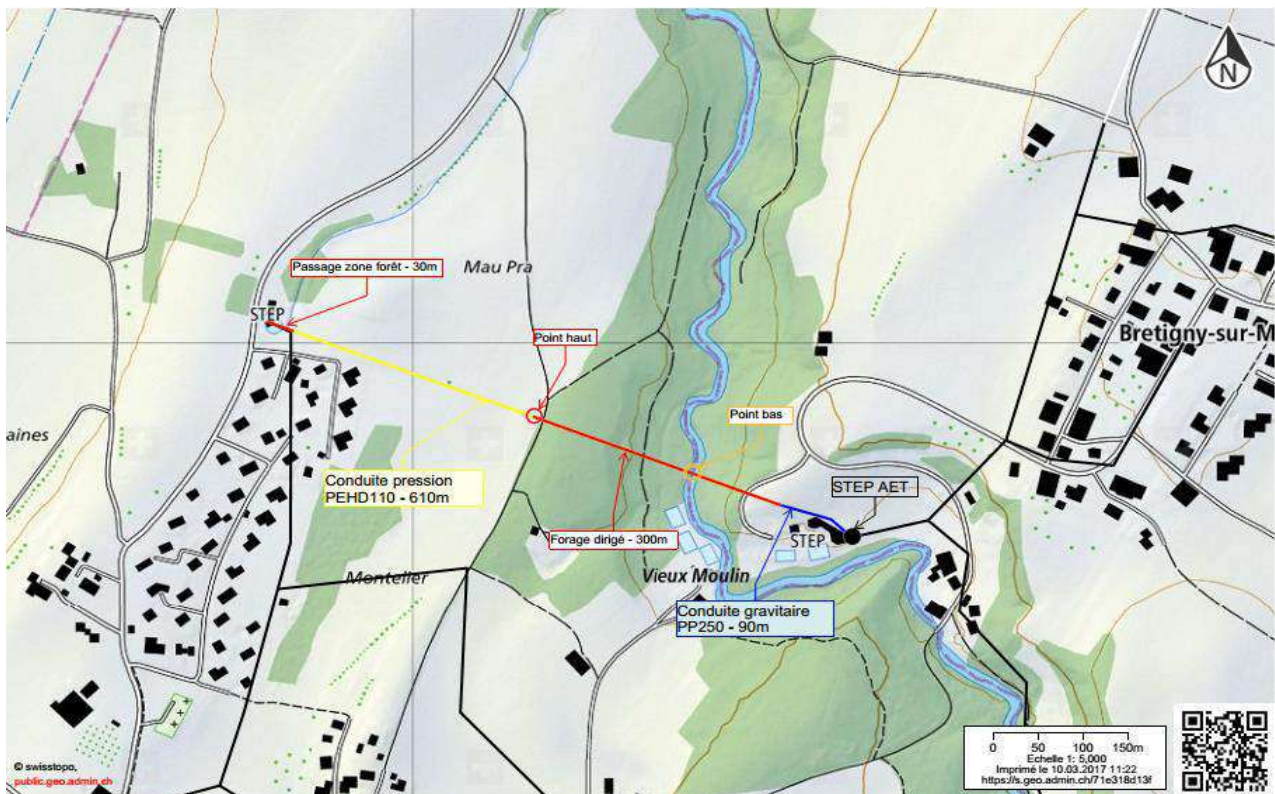 N
Passage zone forêt - 30m
Mau Pra
STEP
Point haut
Bretigny-sur-M
Point bas
aines
Conduite pression
PEHD110 - 610m
STEP AET
Forage dirigé - 300m
STEP
Montelier
Vieux Moulin
Conduite gravitaire
PP250 - 90m
0 50 100 150m
Echelle 1: 5,000
Imprimé le 10.03.2017 11:22
https://s.geo.admin.ch/71e318d13f
© swisstopo,
public.geo.admin.ch